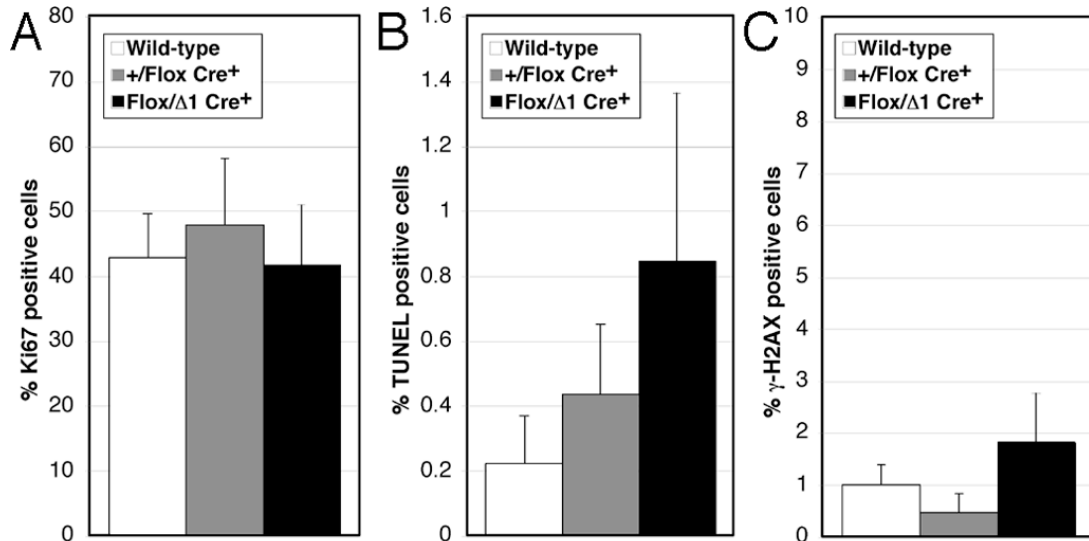 A
% Ki67 positive cells
80
70
60
50
40
30
20
10
0
Wild-type
+/Flox Cre+
Flox/Δ1 Cre+
B
% TUNEL positive cells
1.6
1.4
1.2
1
0.8
0.6
0.4
0.2
0
Wild-type
+/Flox Cre+
Flox/Δ1 Cre+
C
% γ-H2AX positive cells
10
9
8
7
6
5
4
3
2
1
0
Wild-type
+/Flox Cre+
Flox/Δ1 Cre+